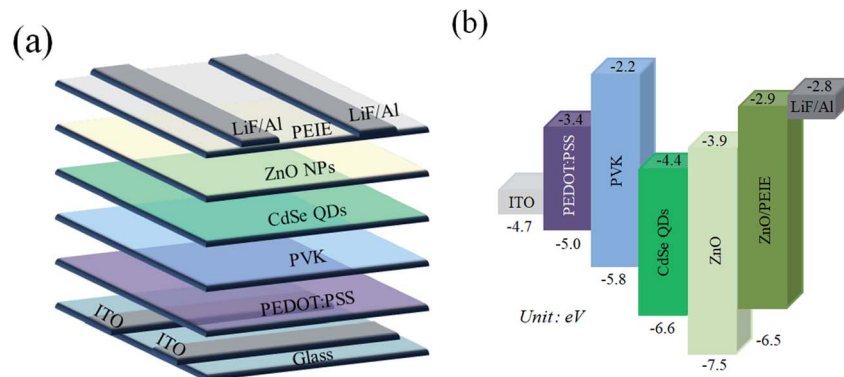 (a)
LiF/Al
LiF/Al
PEIE
ZnO NPs
CdSe QDs
PVK
PEDOT:PSS
ITO
ITO
Glass
(b)
-2.2
-2.8
LiF/Al
-2.9
-3.4
-3.9
-4.4
ITO
PEDOT:PSS
PVK
CdSe QDs
ZnO
ZnO/PEIE
-4.7
-5.0
-5.8
Unit: eV
-6.6
-6.5
-7.5